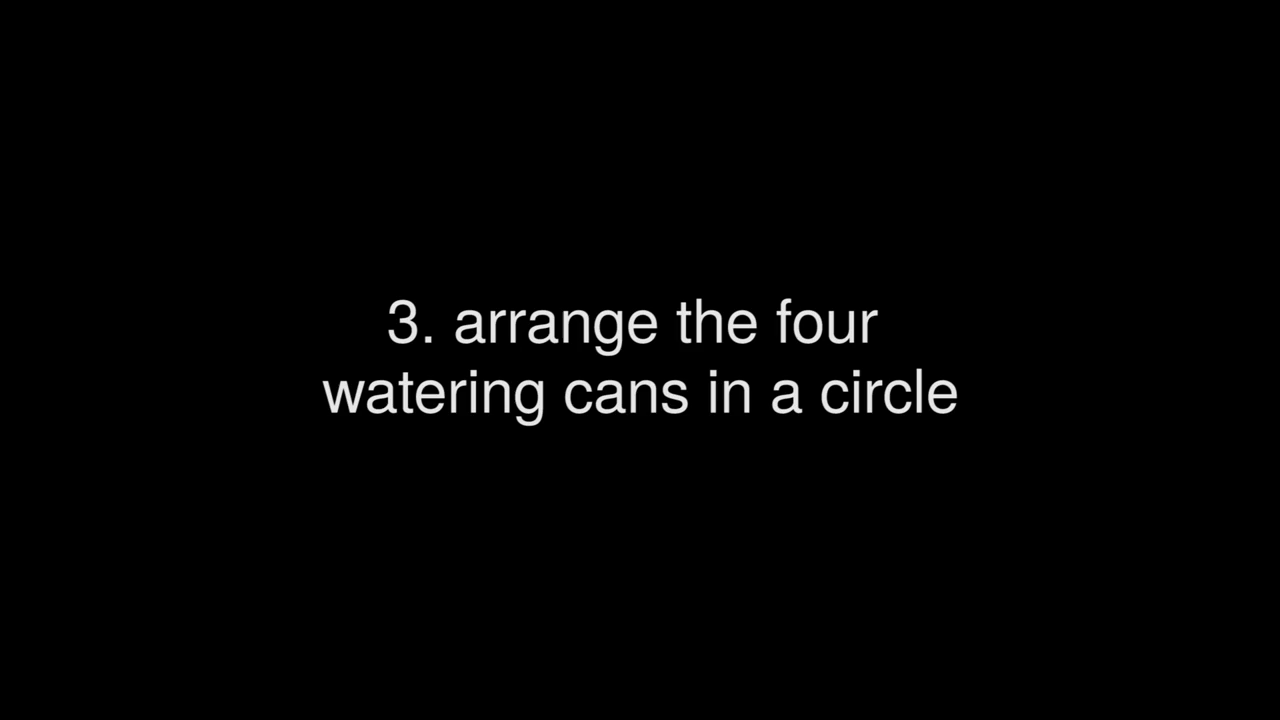 3. arrange the four
watering cans in a circle